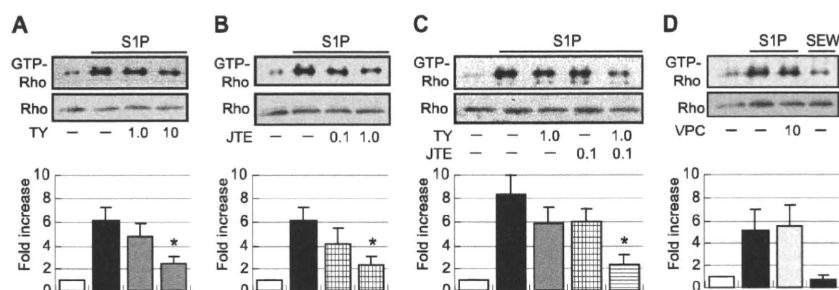 A
S1P
GTP-
Rho
Rho
TY – – 1.0 10
Fold increase
10
8
6
4
2
0
*
B
S1P
GTP-
Rho
Rho
JTE – – 0.1 1.0
Fold increase
10
8
6
4
2
0
*
C
S1P
GTP-
Rho
Rho
TY – – 1.0 – 1.0
JTE – – – 0.1 0.1
Fold increase
10
8
6
4
2
0
*
D
S1P SEW
GTP-
Rho
Rho
VPC – – 10 –
Fold increase
10
8
6
4
2
0